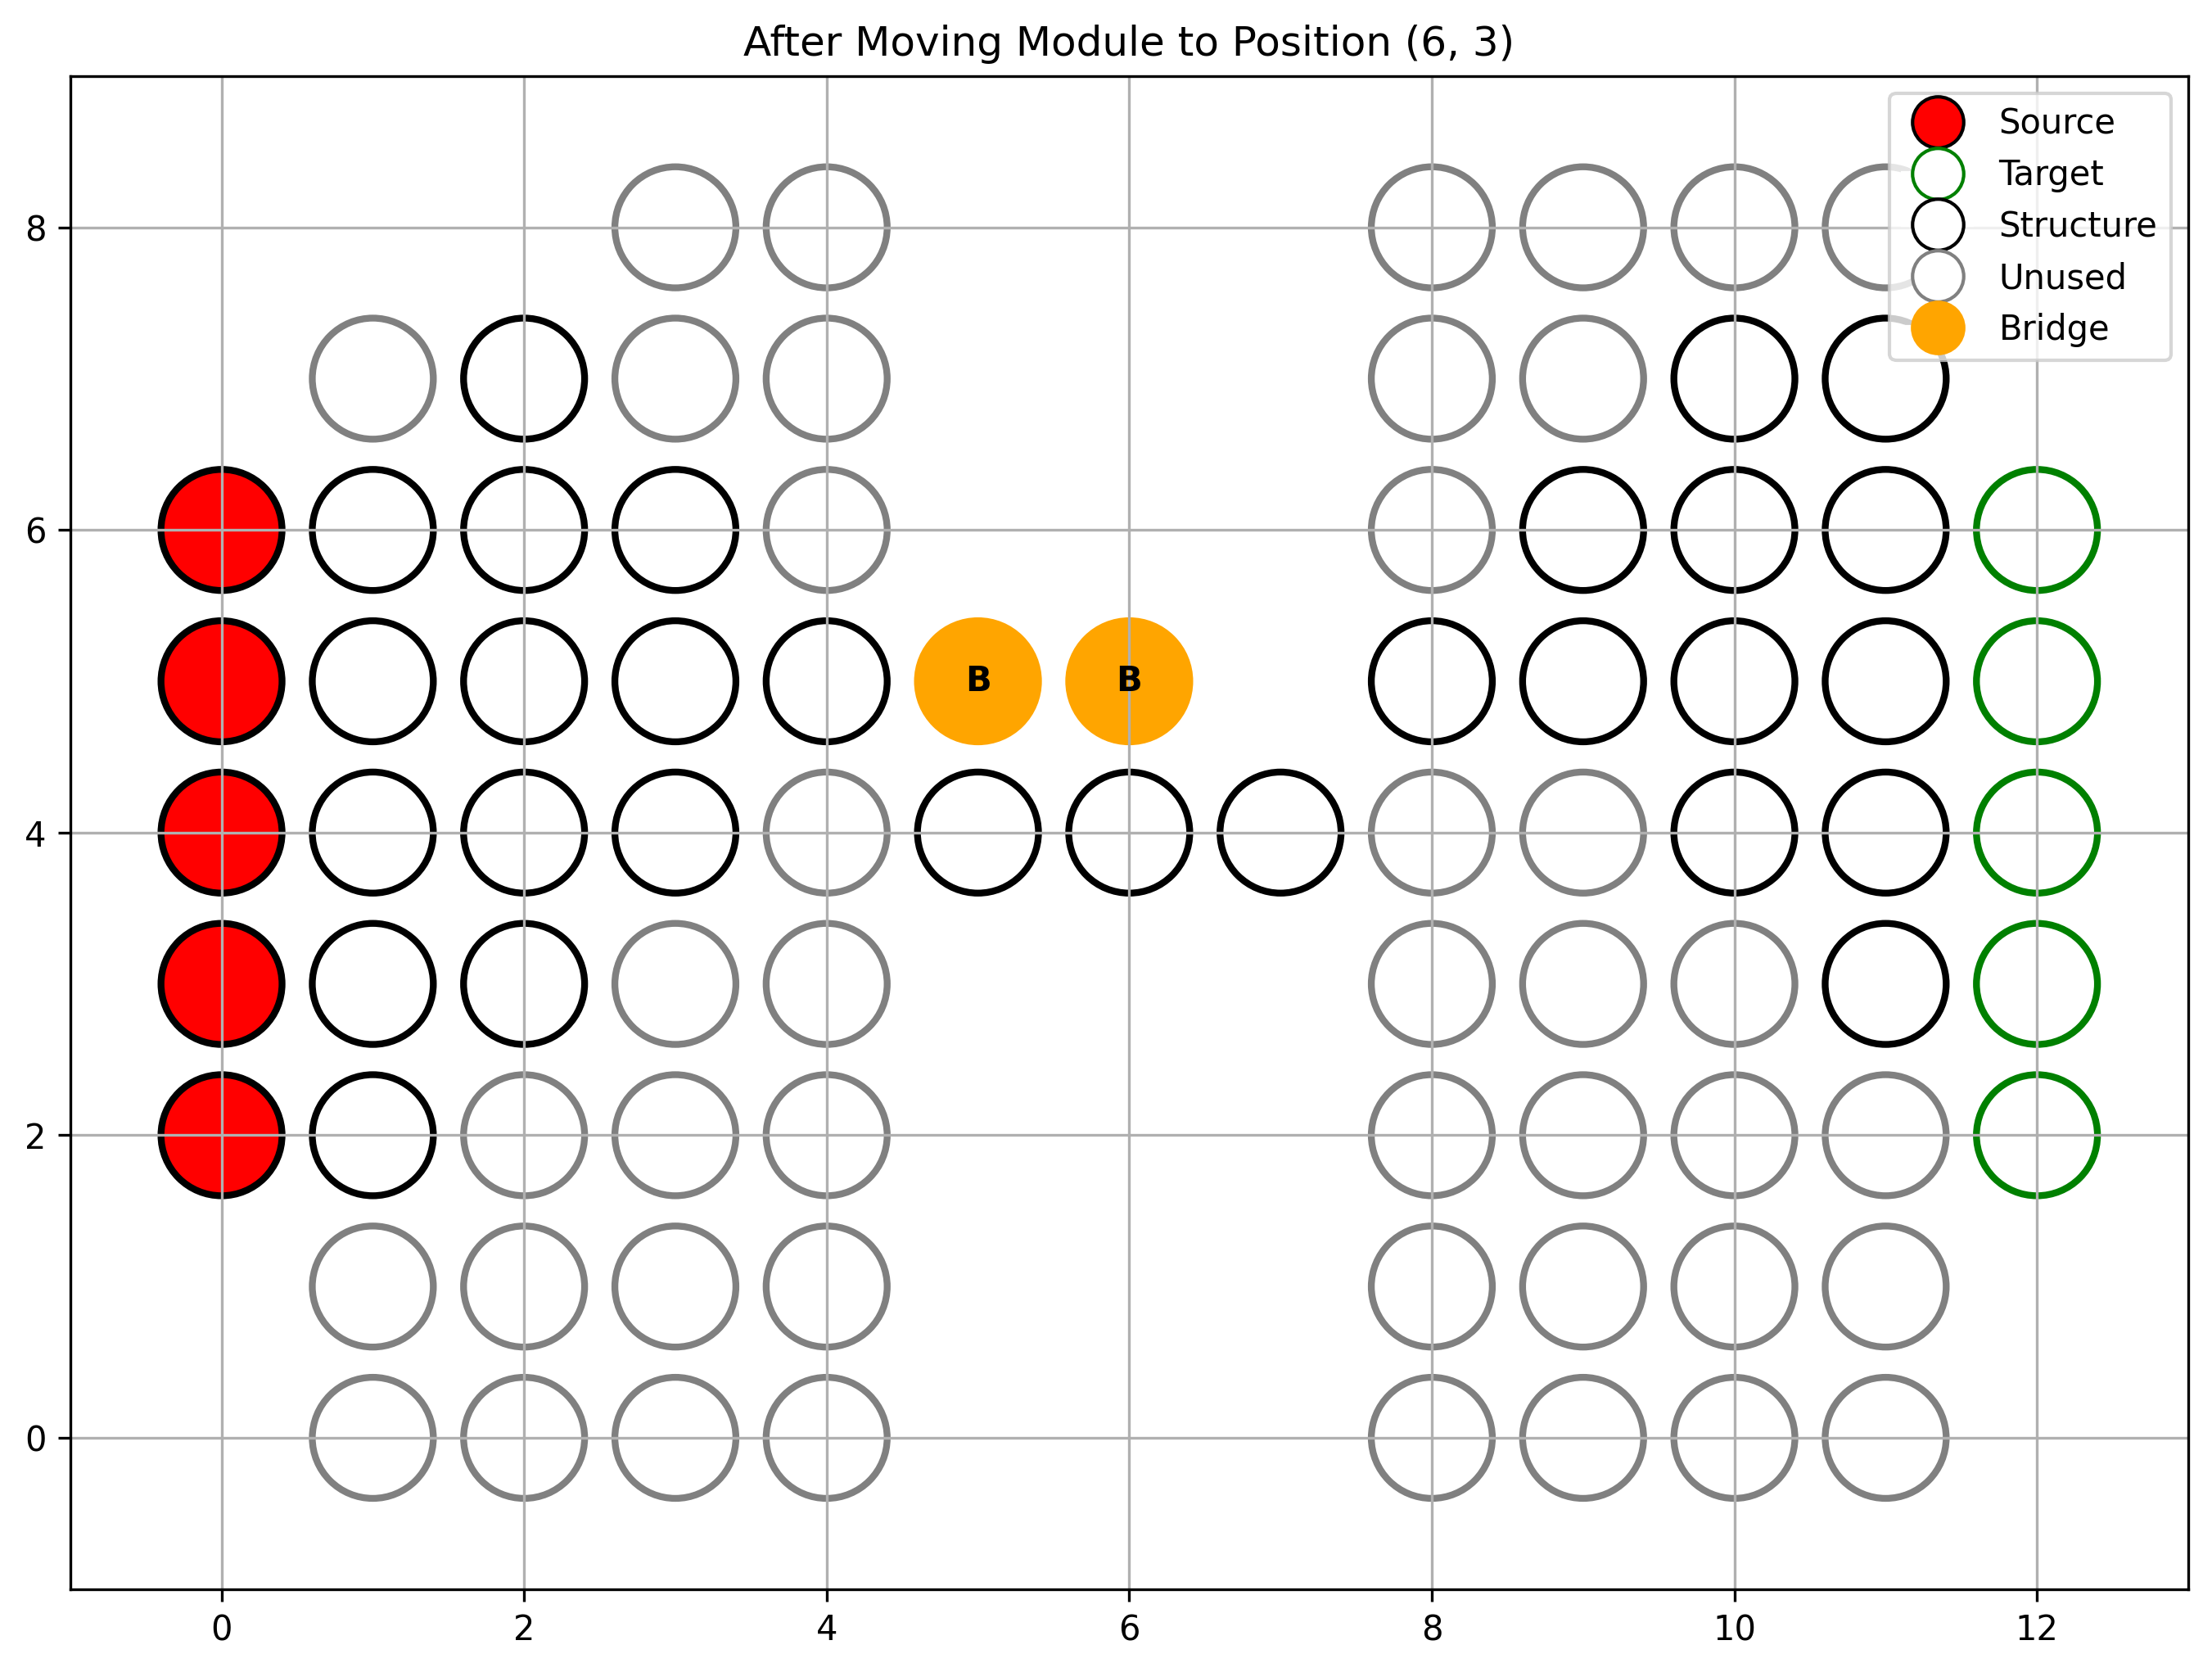 After Moving Module to Position (6, 3)
Source
Target
Structure
Unused
Bridge
8
6
4
2
0
B B
0 2 4 6 8 10 12